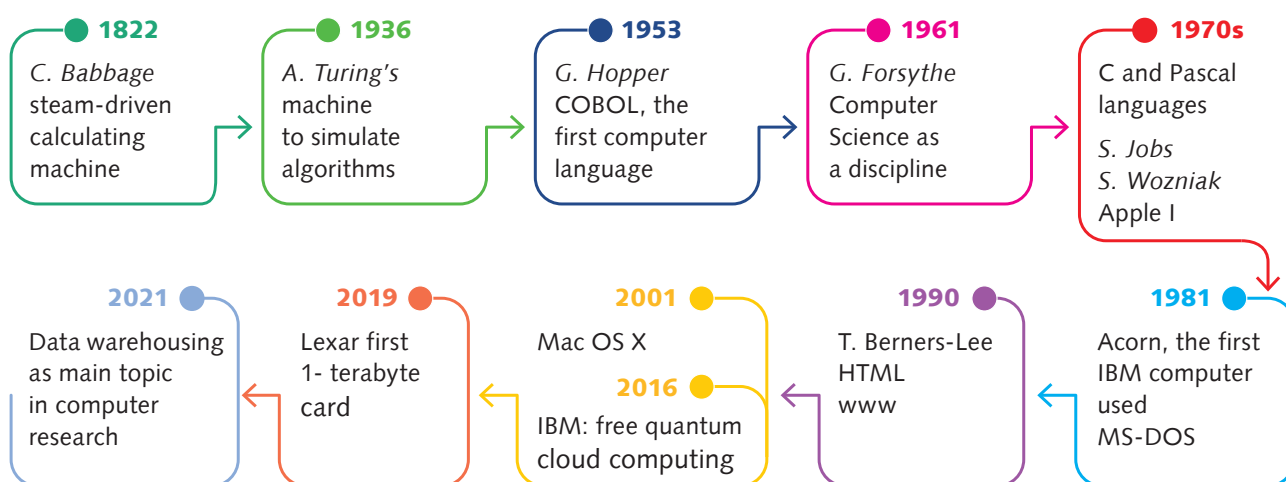 1822
C. Babbage
steam-driven
calculating
machine
1936
A. Turing's
machine
to simulate
algorithms
1953
G. Hopper
COBOL, the
first computer
language
1961
G. Forsythe
Computer
Science as
a discipline
1970s
C and Pascal
languages
S. Jobs
S. Wozniak
Apple I
1981
Acorn, the first
IBM computer
used
MS-DOS
1990
T. Berners-Lee
HTML
www
2001
Mac OS X
2016
IBM: free quantum
cloud computing
2019
Lexar first
1- terabyte
card
2021
Data warehousing
as main topic
in computer
research